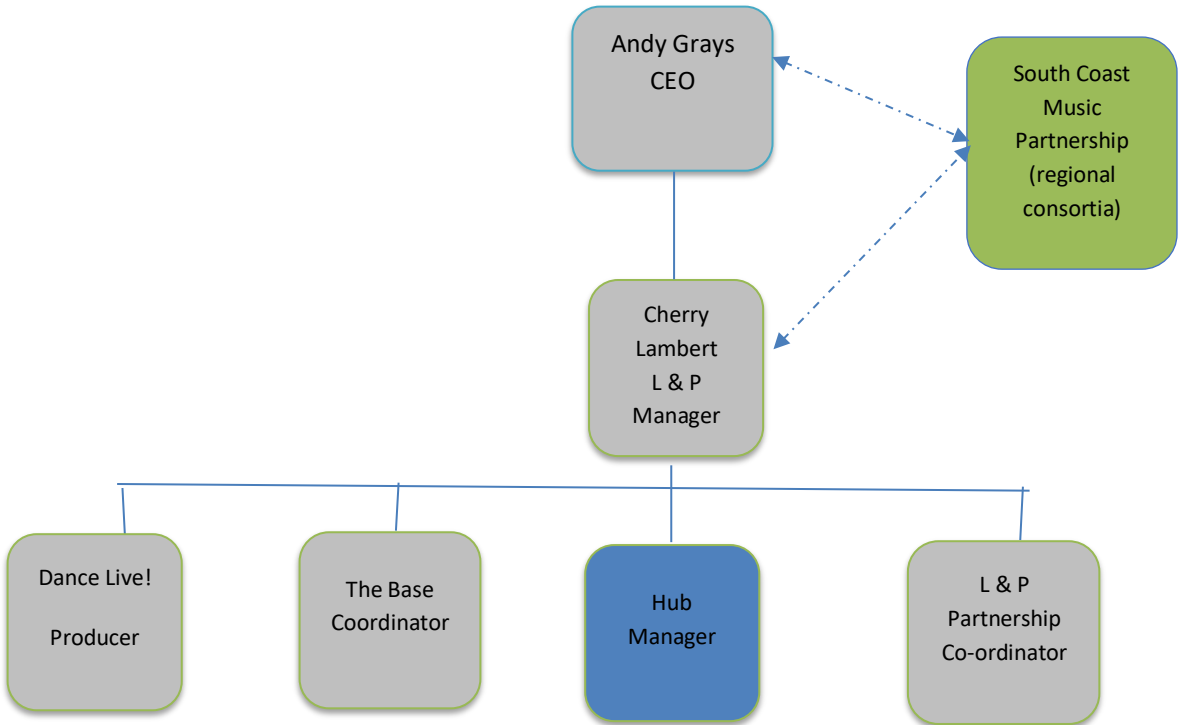 Andy Grays
CEO
South Coast
Music
Partnership
(regional
consortia)
Cherry
Lambert
L & P
Manager
Dance Live!
Producer
The Base
Coordinator
Hub
Manager
L & P
Partnership
Co-ordinator